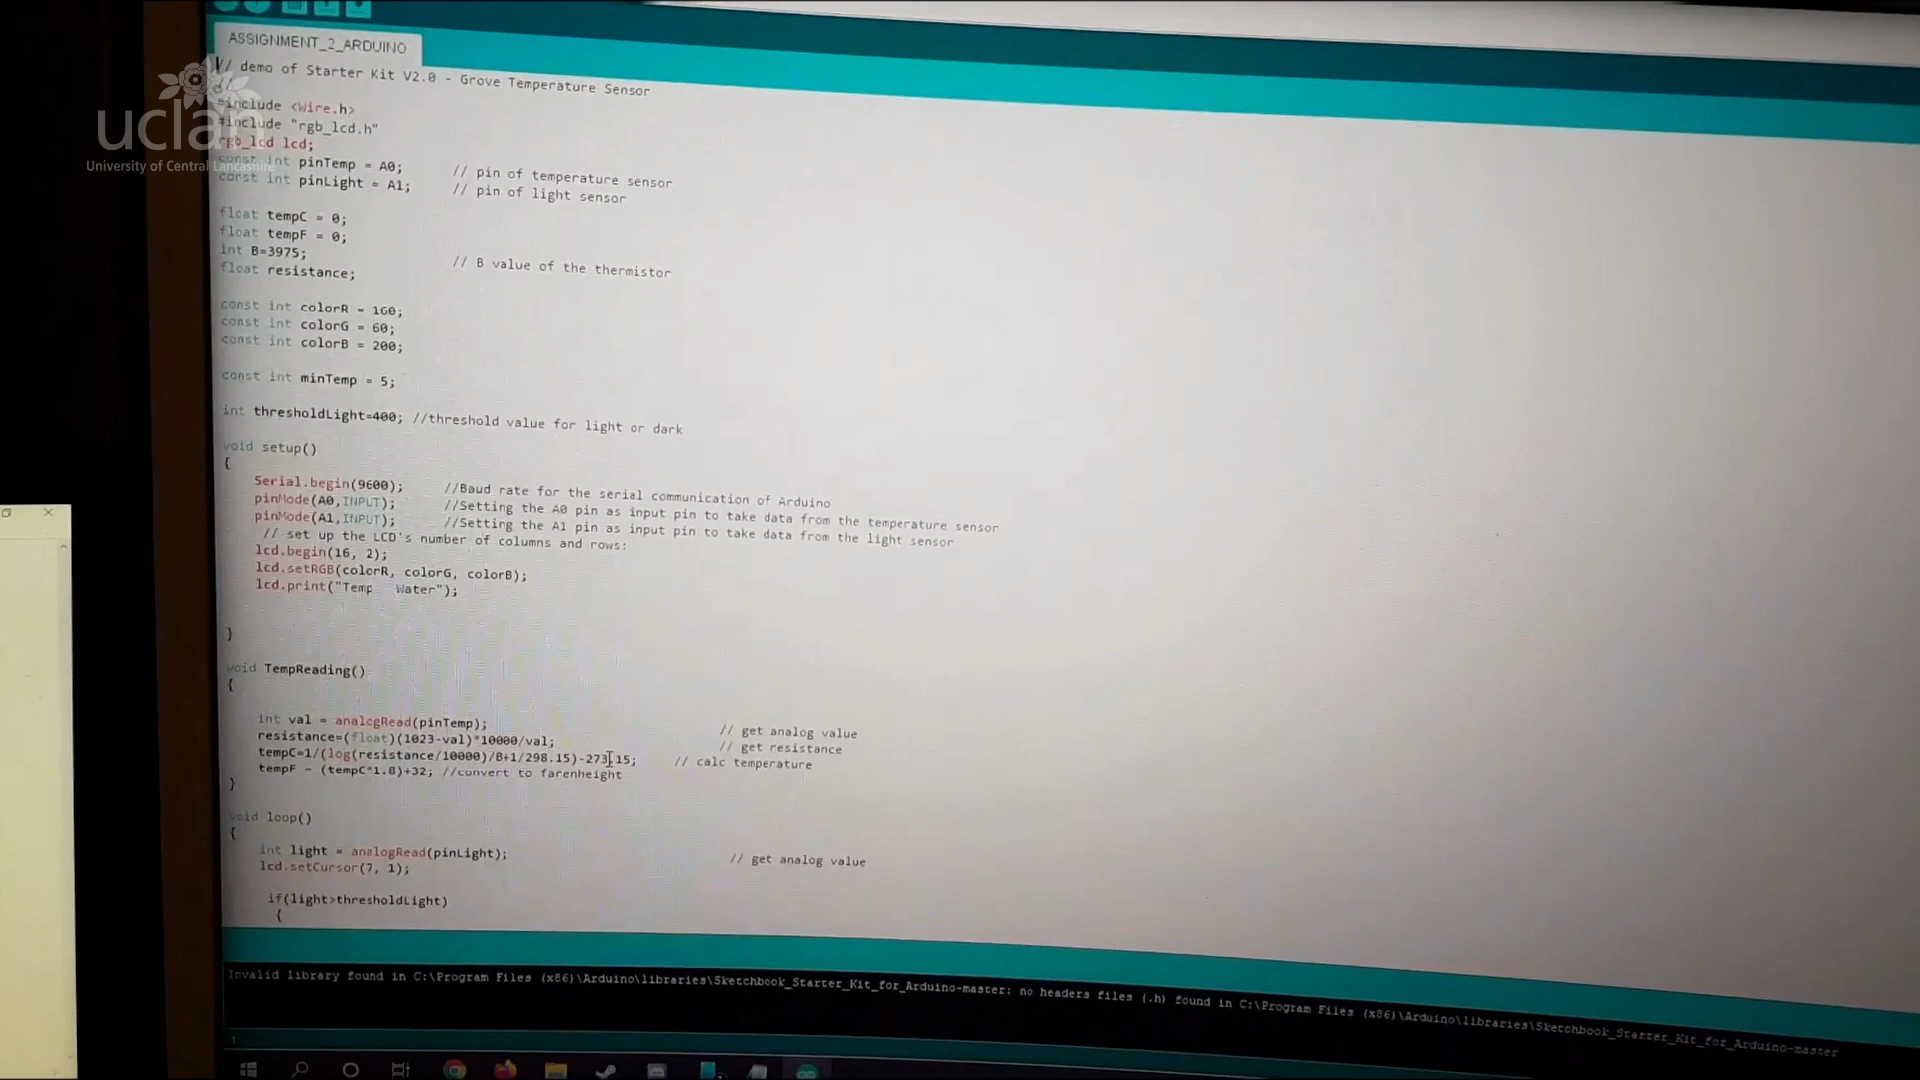 ASSIGNMENT_2_ARDUINO
// demo of Starter Kit V2.0 - Grove Temperature Sensor
//
#include <Wire.h>
#include "rgb_lcd.h"
rgb_lcd lcd;
const int pinTemp = A0; // pin of temperature sensor
const int pinLight = A1; // pin of light sensor
float tempC = 0;
float tempF = 0;
int B=3975; // B value of the thermistor
float resistance;
const int colorR = 160;
const int colorG = 60;
const int colorB = 200;
const int minTemp = 5;
int thresholdLight=400; //threshold value for light or dark
void setup()
{
Serial.begin(9600); //Baud rate for the serial communication of Arduino
pinMode(A0,INPUT); //Setting the A0 pin as input pin to take data from the temperature sensor
pinMode(A1,INPUT); //Setting the A1 pin as input pin to take data from the light sensor
// set up the LCD's number of columns and rows:
lcd.begin(16, 2);
lcd.setRGB(colorR, colorG, colorB);
lcd.print("Temp   Water");
}
void TempReading()
{
int val = analogRead(pinTemp); // get analog value
resistance=(float)(1023-val)*10000/val; // get resistance
tempC=1/(log(resistance/10000)/B+1/298.15)-273.15; // calc temperature
tempF = (tempC*1.8)+32; //convert to farenheight
}
void loop()
{
int light = analogRead(pinLight); // get analog value
lcd.setCursor(7, 1);
if(light>thresholdLight)
{
Invalid library found in C:\Program Files (x86)\Arduino\libraries\Sketchbook_Starter_Kit_for_Arduino-master: no headers files (.h) found in C:\Program Files (x86)\Arduino\libraries\Sketchbook_Starter_Kit_for_Arduino-master
1
uclan
University of Central Lancashire